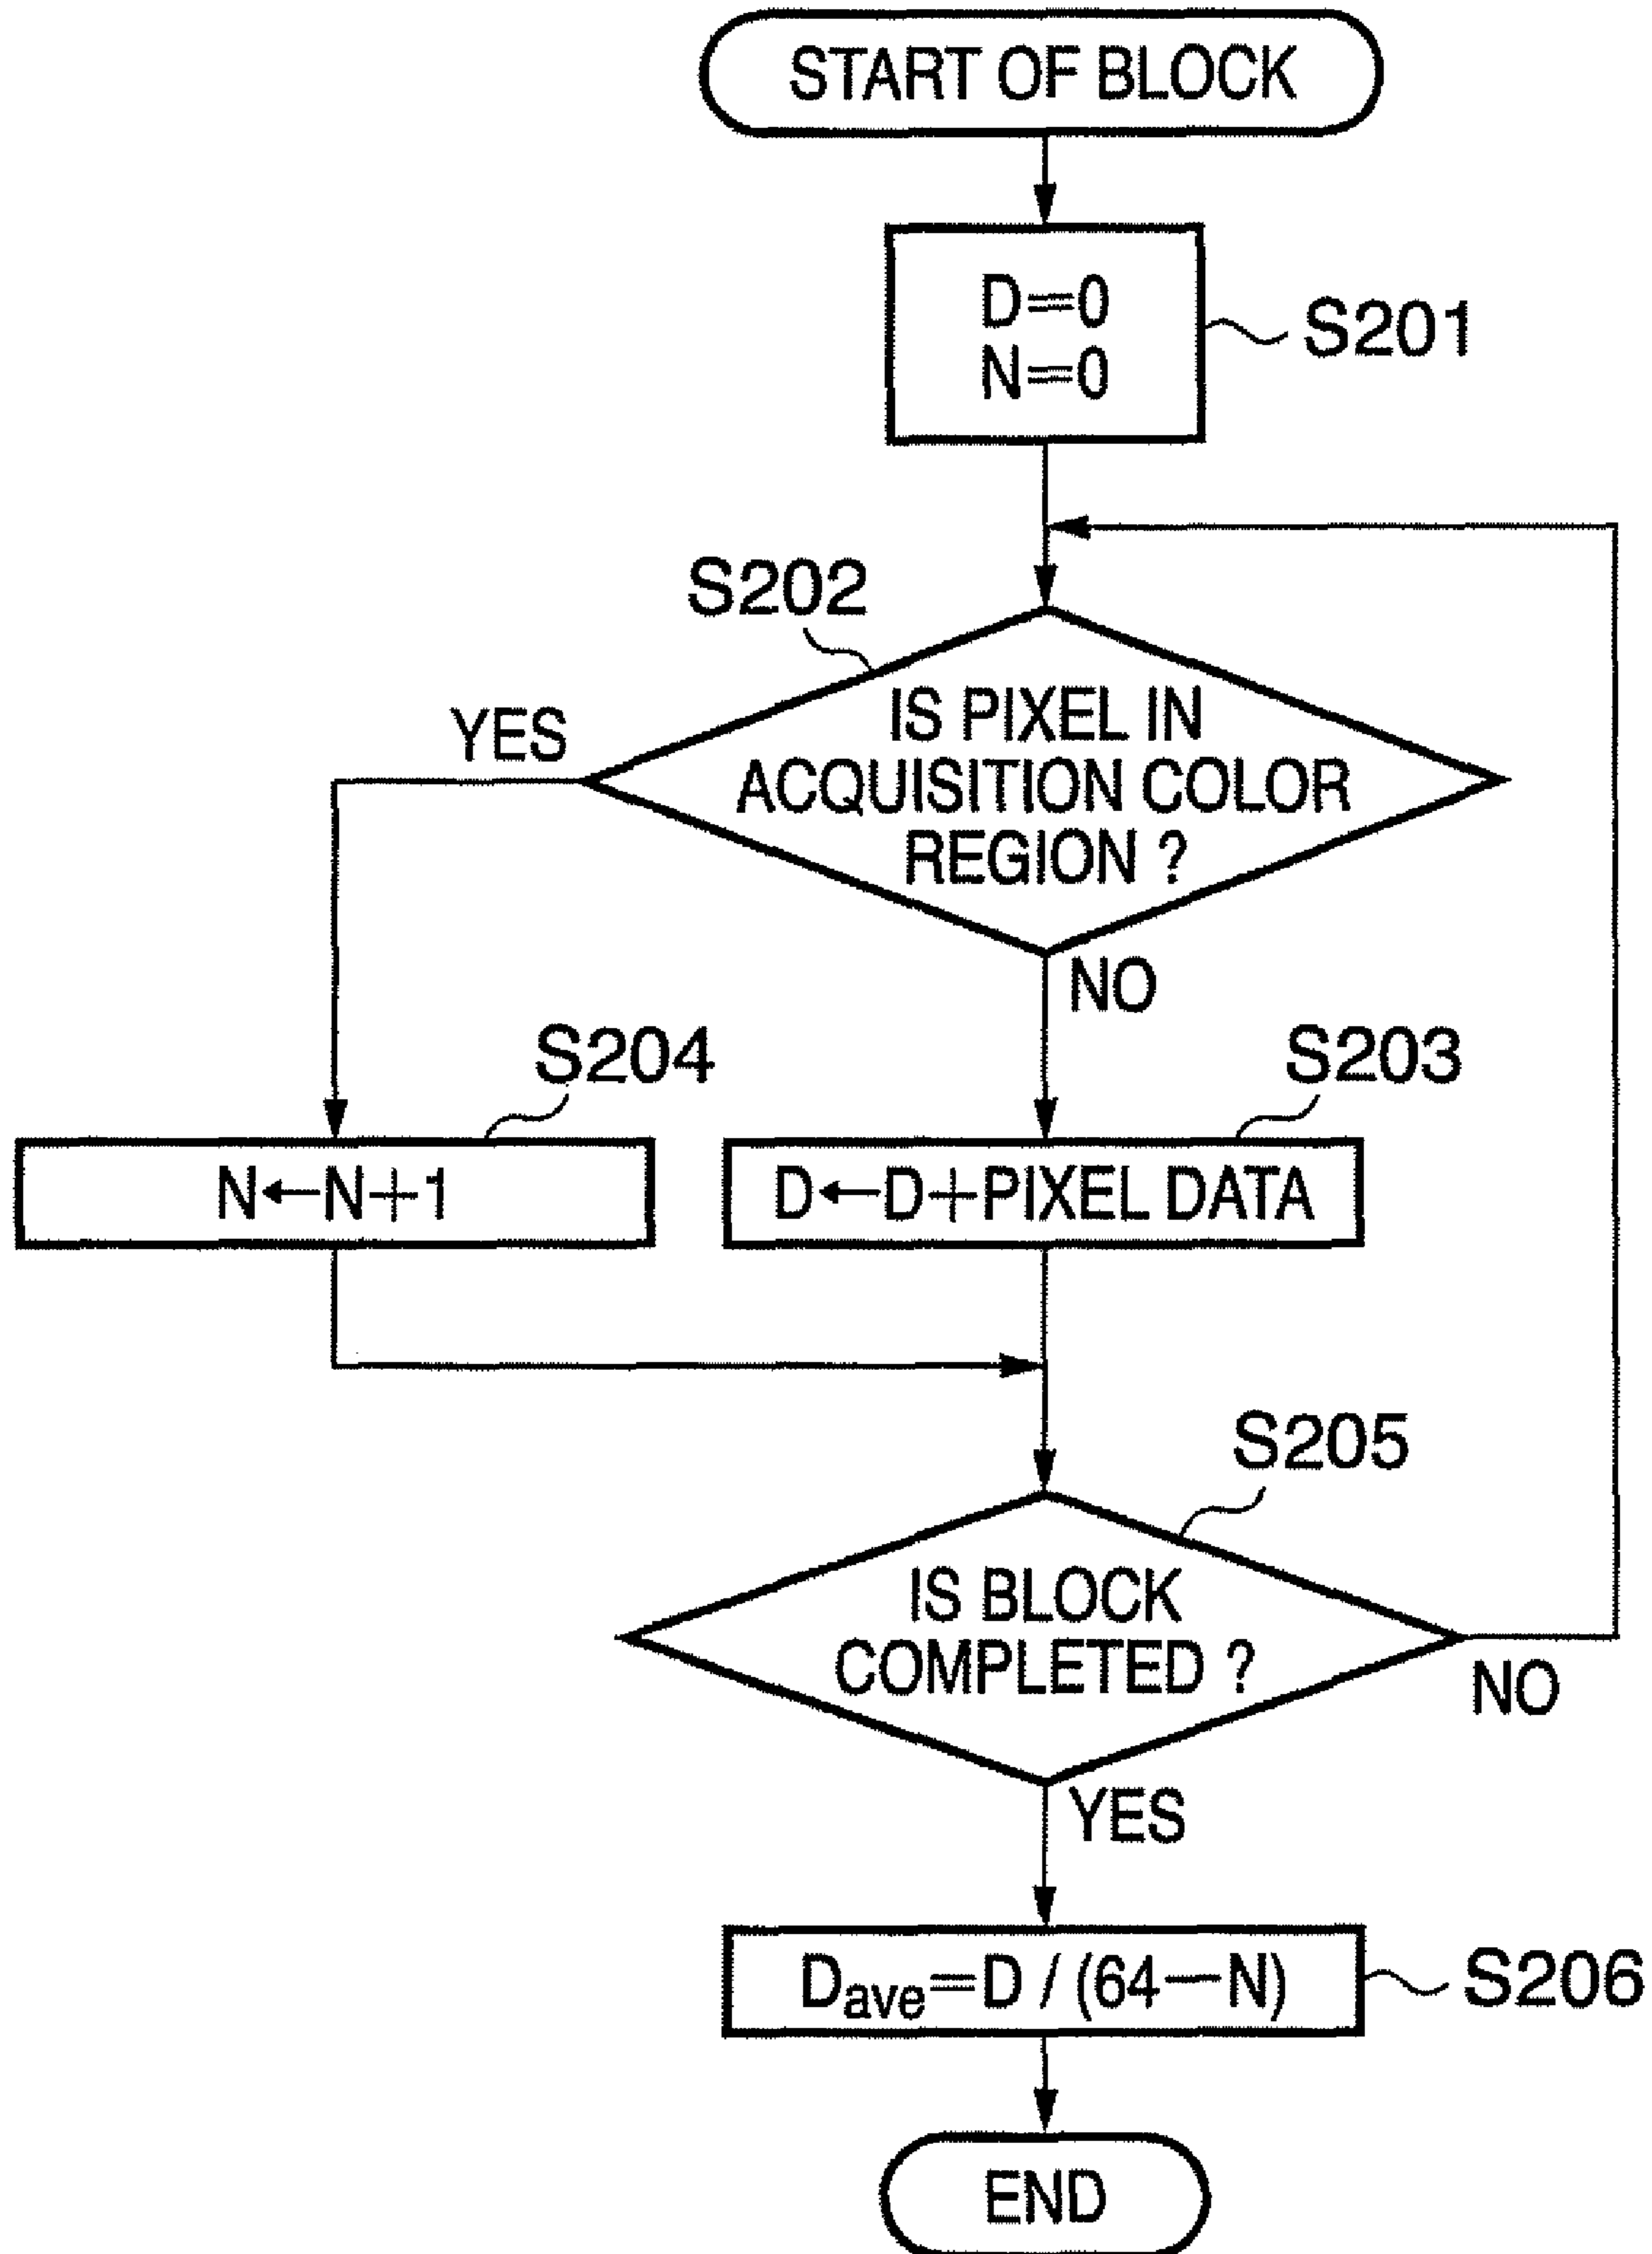 START OF BLOCK
D=0
N=0
S201
S202
IS PIXEL IN
ACQUISITION COLOR
REGION ?
YES
NO
S204
N←N+1
S203
D←D+PIXEL DATA
S205
IS BLOCK
COMPLETED ?
NO
YES
Dave=D / (64—N)
S206
END